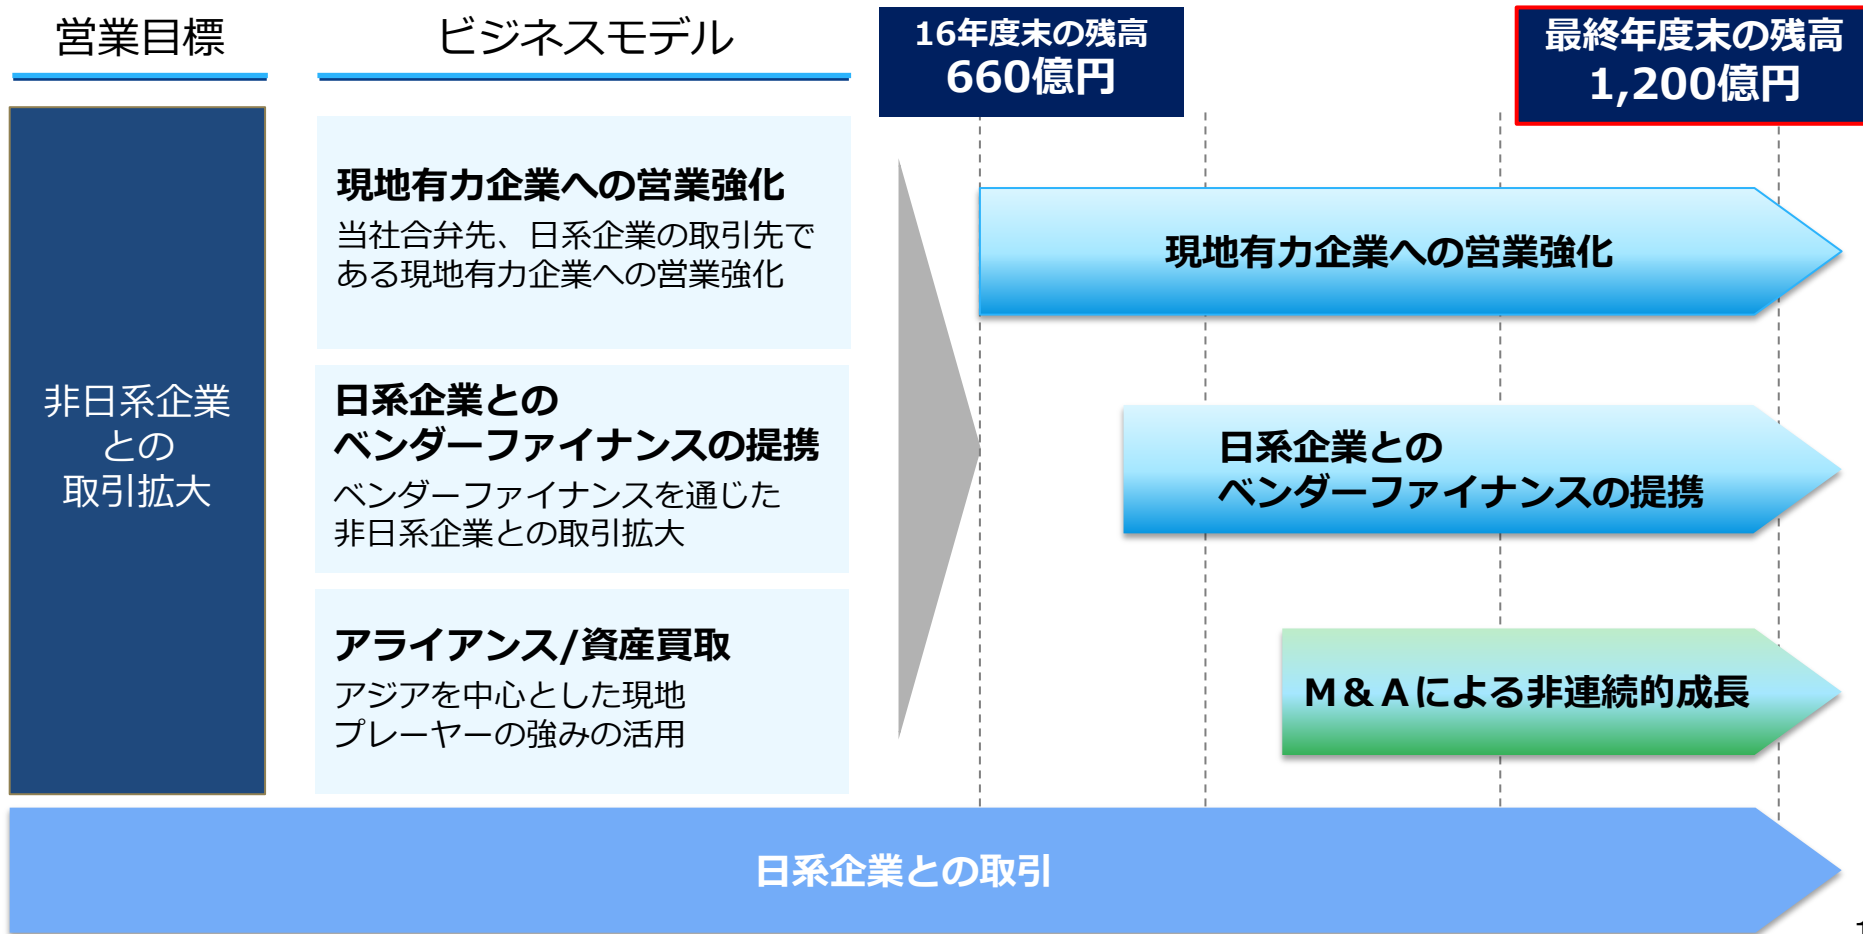 営業目標
ビジネスモデル
16年度末の残高
660億円
最終年度末の残高
1,200億円
非日系企業
との
取引拡大
現地有力企業への営業強化
当社合弁先、日系企業の取引先で
ある現地有力企業への営業強化
日系企業との
ベンダーファイナンスの提携
ベンダーファイナンスを通じた
非日系企業との取引拡大
アライアンス/資産買取
アジアを中心とした現地
プレーヤーの強みの活用
現地有力企業への営業強化
日系企業との
ベンダーファイナンスの提携
M&Aによる非連続的成長
日系企業との取引